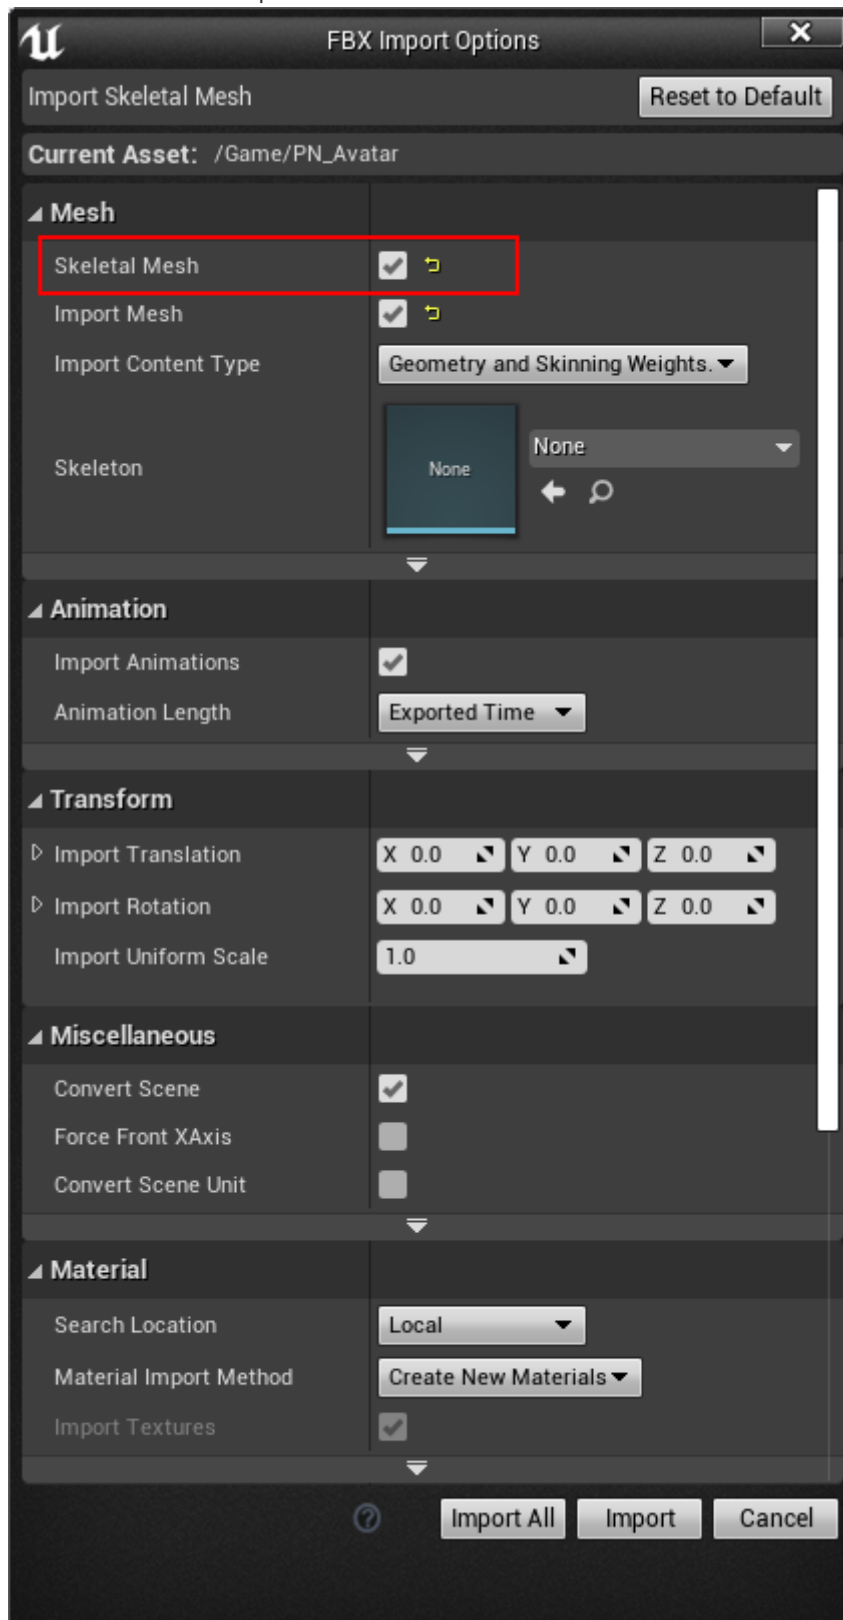 FBX Import Options
Import Skeletal Mesh Reset to Default
Current Asset: /Game/PN_Avatar
Mesh
Skeletal Mesh
Import Mesh
Import Content Type Geometry and Skinning Weights.
Skeleton None None
Animation
Import Animations
Animation Length Exported Time
Transform
Import Translation X 0.0 Y 0.0 Z 0.0
Import Rotation X 0.0 Y 0.0 Z 0.0
Import Uniform Scale 1.0
Miscellaneous
Convert Scene
Force Front XAxis
Convert Scene Unit
Material
Search Location Local
Material Import Method Create New Materials
Import Textures
Import All Import Cancel